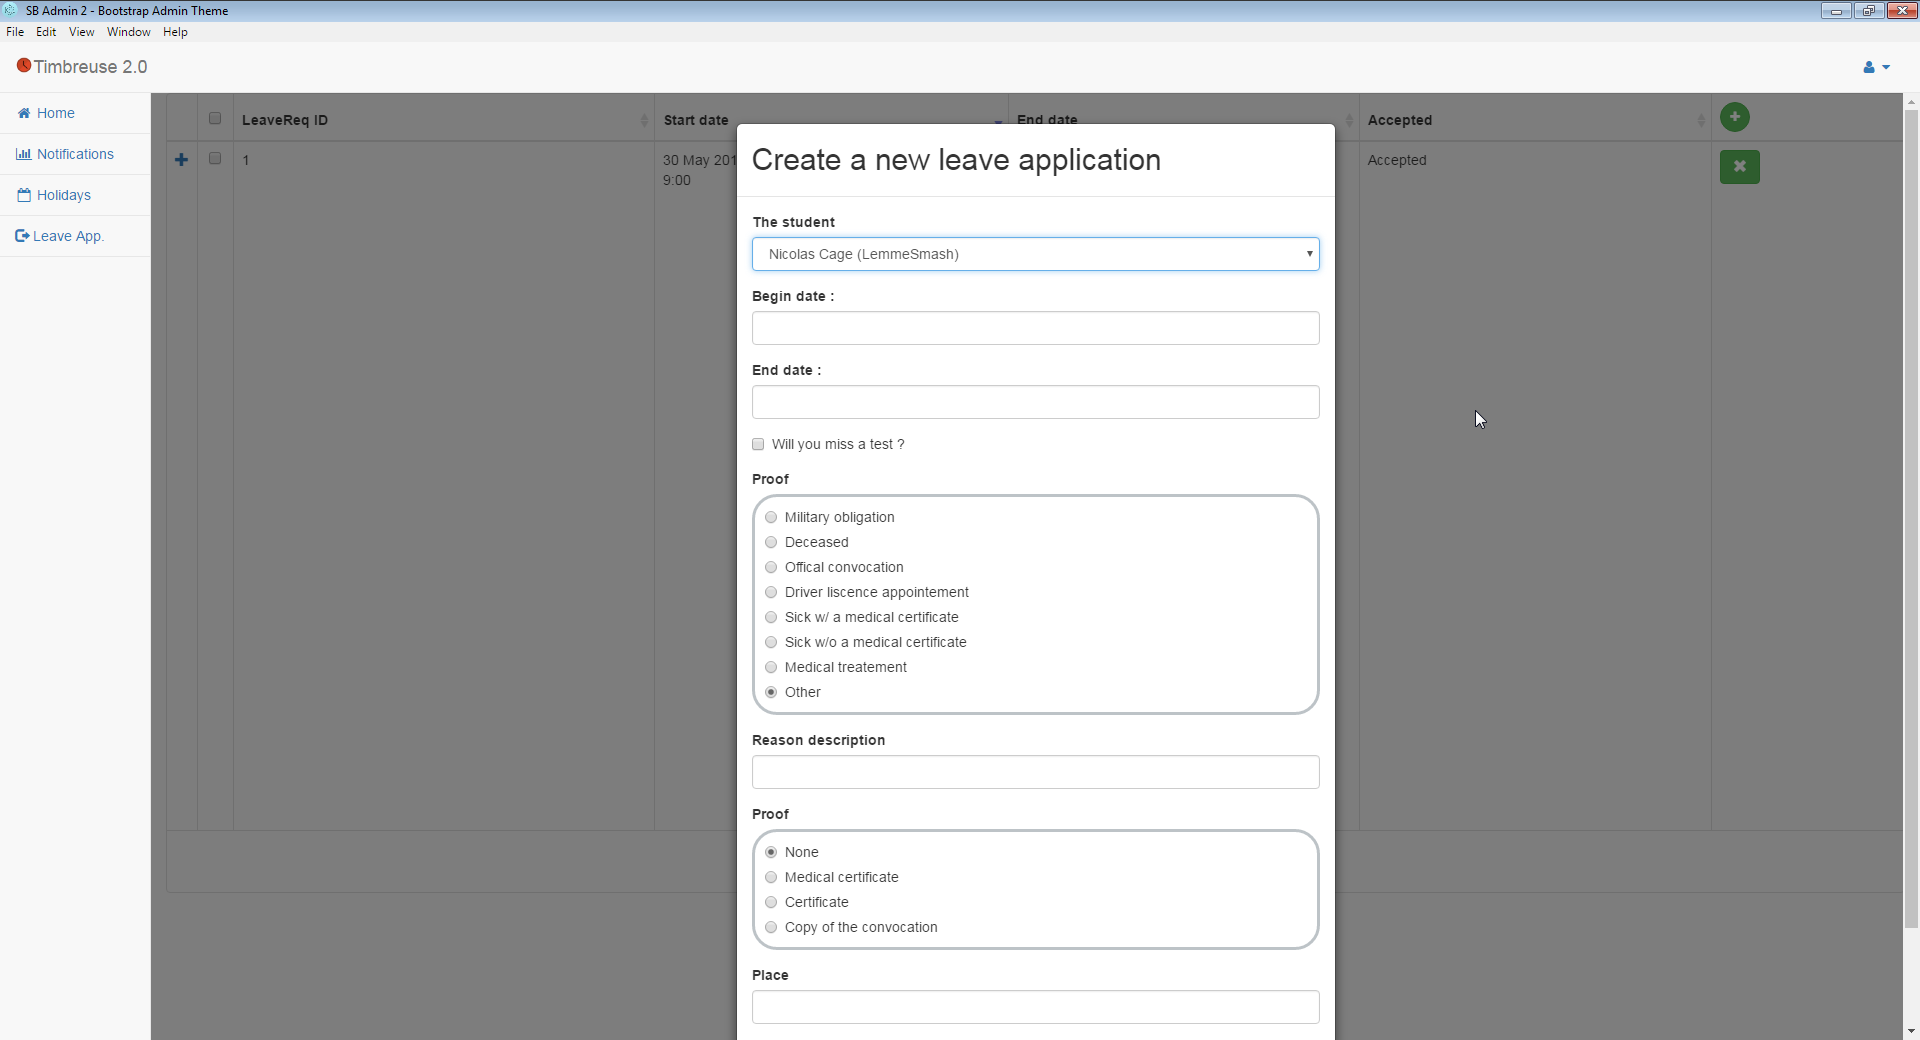 SB Admin 2 - Bootstrap Admin Theme
File Edit View Window Help
Timbreuse 2.0
Home
Notifications
Holidays
Leave App.
LeaveReq ID Start date End date Accepted
1 30 May 201 Accepted
9:00
Create a new leave application
The student
Nicolas Cage (LemmeSmash)
Begin date :
End date :
Will you miss a test ?
Proof
Military obligation
Deceased
Offical convocation
Driver liscence appointement
Sick w/ a medical certificate
Sick w/o a medical certificate
Medical treatement
Other
Reason description
Proof
None
Medical certificate
Certificate
Copy of the convocation
Place